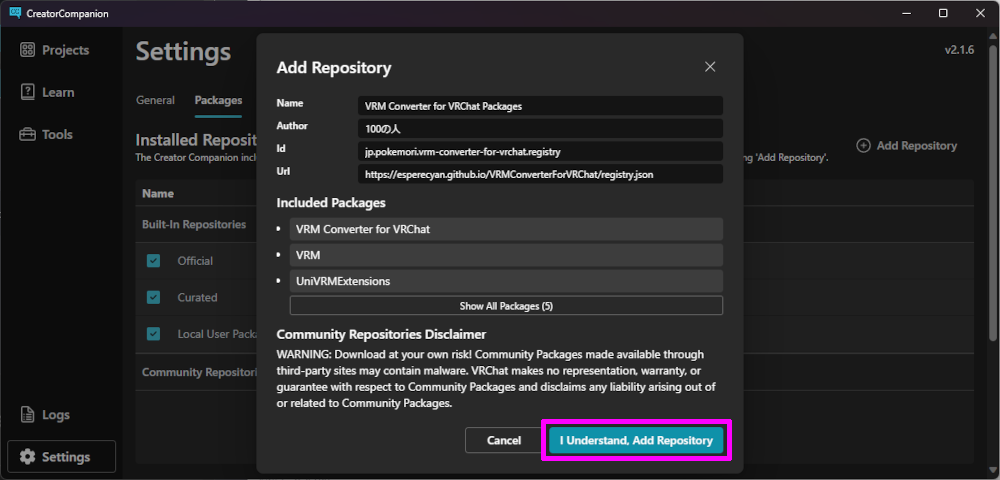 CreatorCompanion
Projects
Learn
Tools
Logs
Settings
Settings
v2.1.6
General
Packages
Installed Reposit
Add Repository
The Creator Companion inclu
ng 'Add Repository'.
Name
Built-In Repositories
Official
Curated
Local User Packa
Community Repositori
Add Repository
Name
VRM Converter for VRChat Packages
Author
100の人
Id
jp.pokemori.vrm-converter-for-vrchat.registry
Url
https://esperecyan.github.io/VRMConverterForVRChat/registry.json
Included Packages
• VRM Converter for VRChat
• VRM
• UniVRMExtensions
Show All Packages (5)
Community Repositories Disclaimer
WARNING: Download at your own risk! Community Packages made available through
third-party sites may contain malware. VRChat makes no representation, warranty, or
guarantee with respect to Community Packages and disclaims any liability arising out of
or related to Community Packages.
Cancel
I Understand, Add Repository